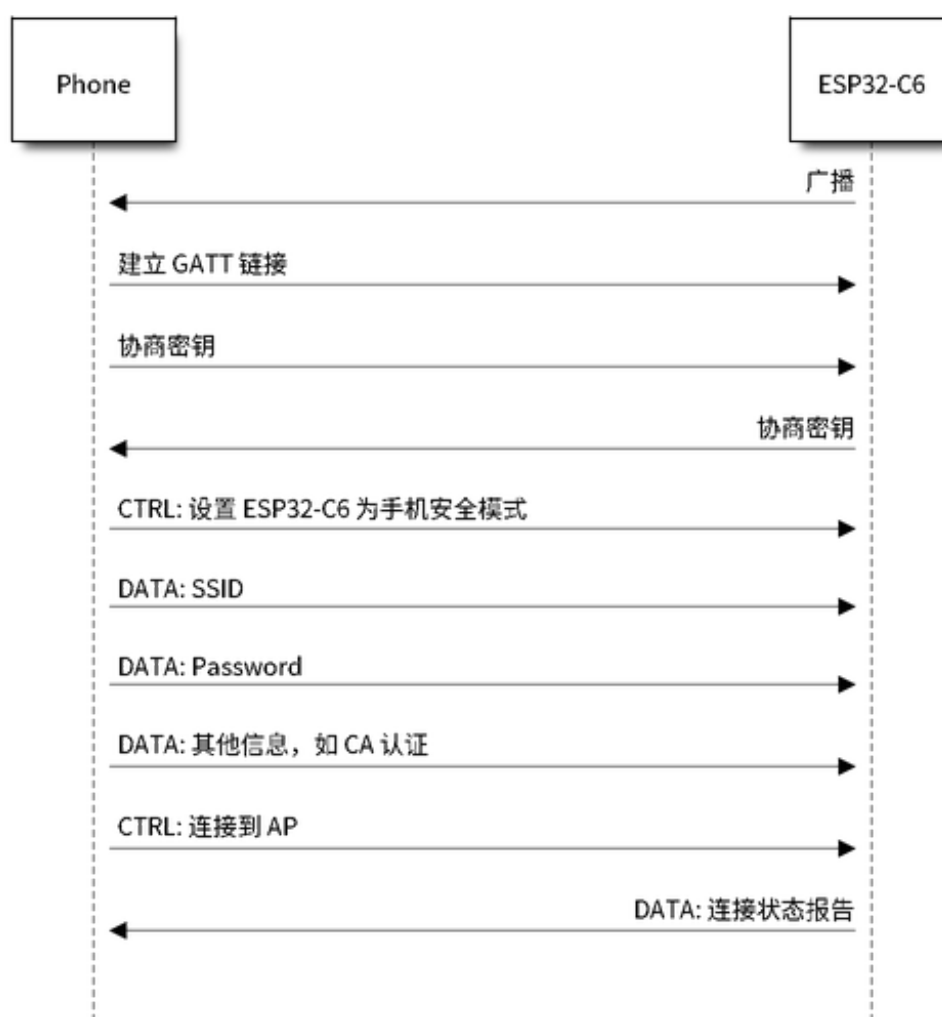 Phone
ESP32-C6
广播
建立 GATT 链接
协商密钥
协商密钥
CTRL: 设置 ESP32-C6 为手机安全模式
DATA: SSID
DATA: Password
DATA: 其他信息，如 CA 认证
CTRL: 连接到 AP
DATA: 连接状态报告